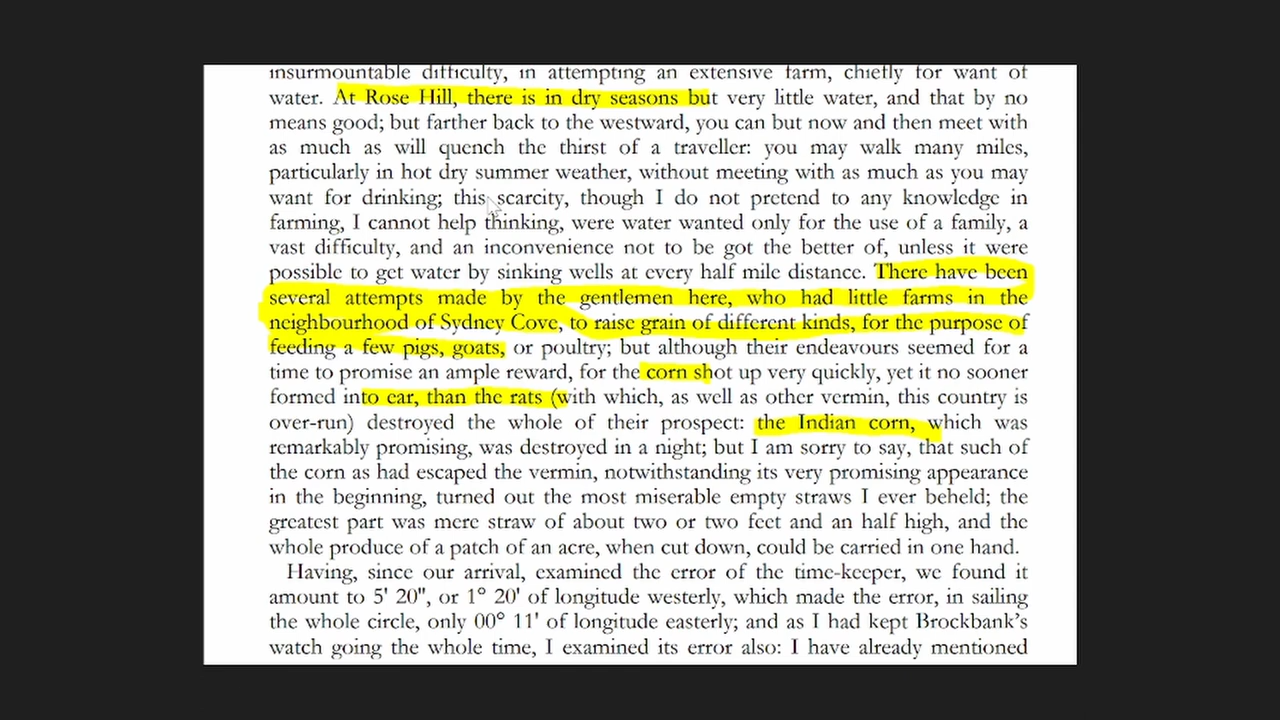 insurmountable difficulty, in attempting an extensive farm, chiefly for want of
water. At Rose Hill, there is in dry seasons but very little water, and that by no
means good; but farther back to the westward, you can but now and then meet with
as much as will quench the thirst of a traveller: you may walk many miles,
particularly in hot dry summer weather, without meeting with as much as you may
want for drinking; this scarcity, though I do not pretend to any knowledge in
farming, I cannot help thinking, were water wanted only for the use of a family, a
vast difficulty, and an inconvenience not to be got the better of, unless it were
possible to get water by sinking wells at every half mile distance. There have been
several attempts made by the gentlemen here, who had little farms in the
neighbourhood of Sydney Cove, to raise grain of different kinds, for the purpose of
feeding a few pigs, goats, or poultry; but although their endeavours seemed for a
time to promise an ample reward, for the corn shot up very quickly, yet it no sooner
formed into ear, than the rats (with which, as well as other vermin, this country is
over-run) destroyed the whole of their prospect: the Indian corn, which was
remarkably promising, was destroyed in a night; but I am sorry to say, that such of
the corn as had escaped the vermin, notwithstanding its very promising appearance
in the beginning, turned out the most miserable empty straws I ever beheld; the
greatest part was mere straw of about two or two feet and an half high, and the
whole produce of a patch of an acre, when cut down, could be carried in one hand.
Having, since our arrival, examined the error of the time-keeper, we found it
amount to 5' 20", or 1° 20' of longitude westerly, which made the error, in sailing
the whole circle, only 00° 11' of longitude easterly; and as I had kept Brockbank's
watch going the whole time, I examined its error also: I have already mentioned